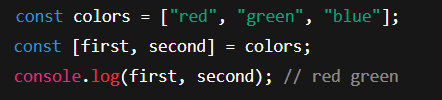 const colors = ["red", "green", "blue"];
const [first, second] = colors;
console.log(first, second); // red green